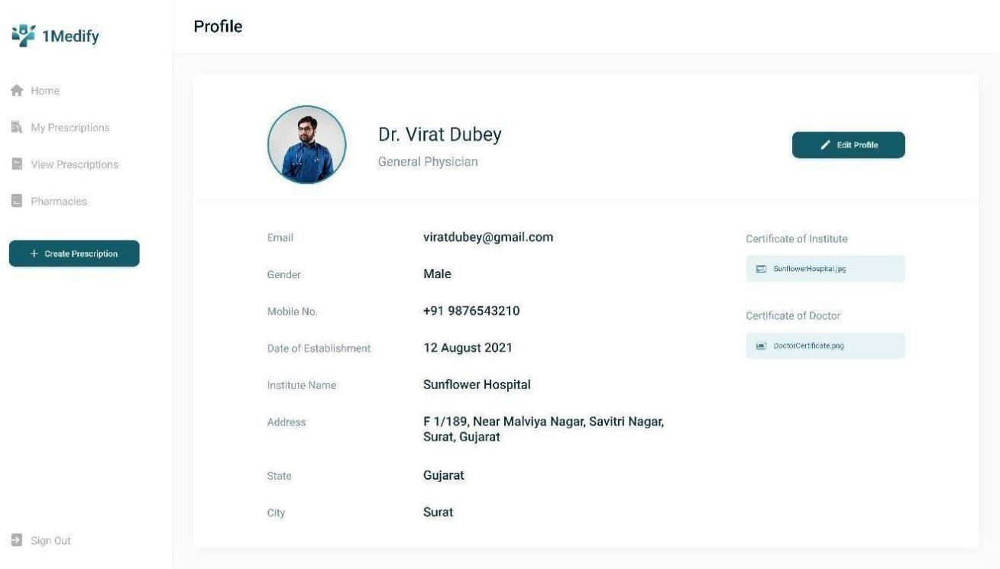 1Medify
Profile
Home
My Prescriptions
View Prescriptions
Pharmacies
+ Create Prescription
Sign Out
Dr. Virat Dubey
General Physician
Edit Profile
Email
viratdubey@gmail.com
Gender
Male
Mobile No.
+91 9876543210
Date of Establishment
12 August 2021
Institute Name
Sunflower Hospital
Address
F 1/189, Near Malviya Nagar, Savitri Nagar,
Surat, Gujarat
State
Gujarat
City
Surat
Certificate of Institute
SunflowerHospital.jpg
Certificate of Doctor
DoctorCertificate.png